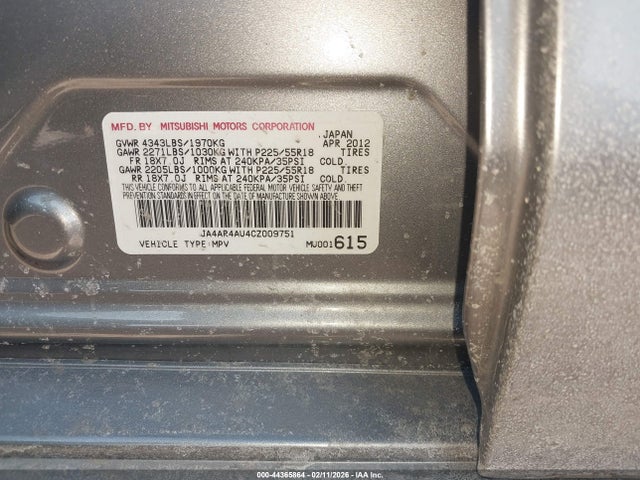 MFD. BY MITSUBISHI MOTORS CORPORATION JAPAN
GVWR 4343LBS/1970KG APR 2012
GAWR 2271LBS/1030KG WITH P225/55R18 TIRES
FR 18X7.0J RIMS AT 240KPA/35PSI COLD.
GAWR 2205LBS/1000KG WITH P225/55R18 TIRES
RR 18X7.0J RIMS AT 240KPA/35PSI COLD.
THIS VEHICLE CONFORMS TO ALL APPLICABLE FEDERAL MOTOR VEHICLE SAFETY AND THEFT
PREVENTION STANDARDS IN EFFECT ON THE DATE OF MANUFACTURE SHOWN ABOVE.
JA4AR4AU4CZ009751
VEHICLE TYPE:MPV MU001615
000-44365864 - 02/11/2026 - IAA Inc.